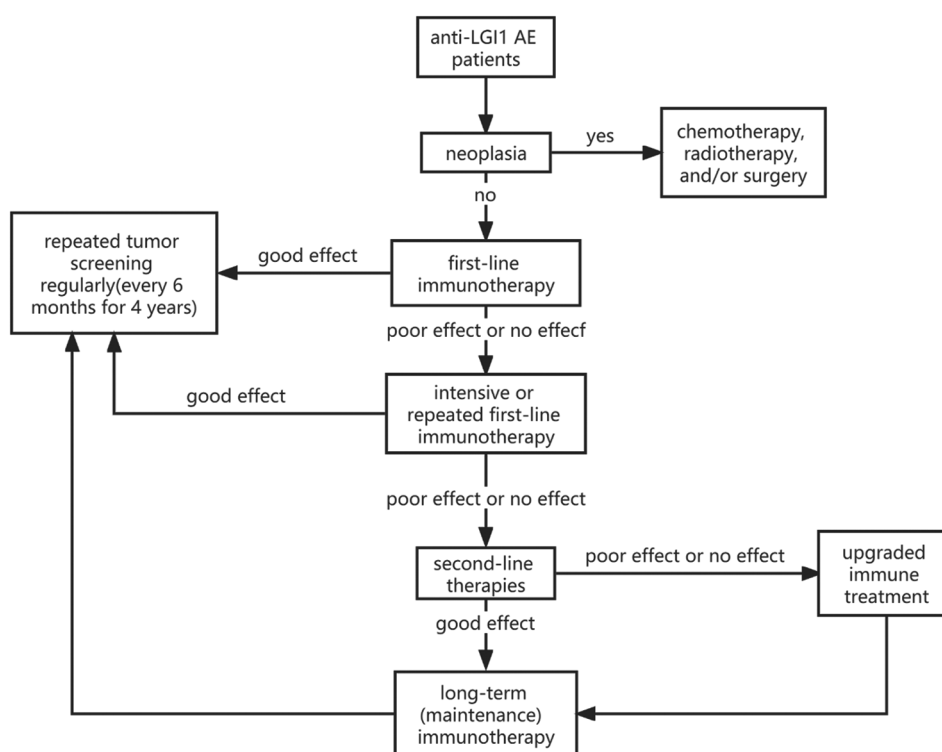 anti-LGI1 AE
patients
neoplasia
yes
chemotherapy,
radiotherapy,
and/or surgery
no
repeated tumor
screening
regularly(every 6
months for 4 years)
good effect
first-line
immunotherapy
poor effect or no effecf
good effect
intensive or
repeated first-line
immunotherapy
poor effect or no effect
second-line
therapies
poor effect or no effect
upgraded
immune
treatment
good effect
long-term
(maintenance)
immunotherapy